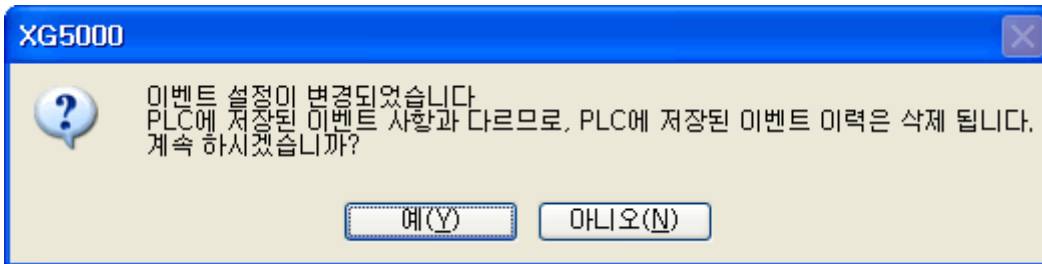 XG5000
이벤트 설정이 변경되었습니다
PLC에 저장된 이벤트 사항과 다르므로, PLC에 저장된 이벤트 이력은 삭제 됩니다.
계속 하시겠습니까?
예(Y)
아니오(N)